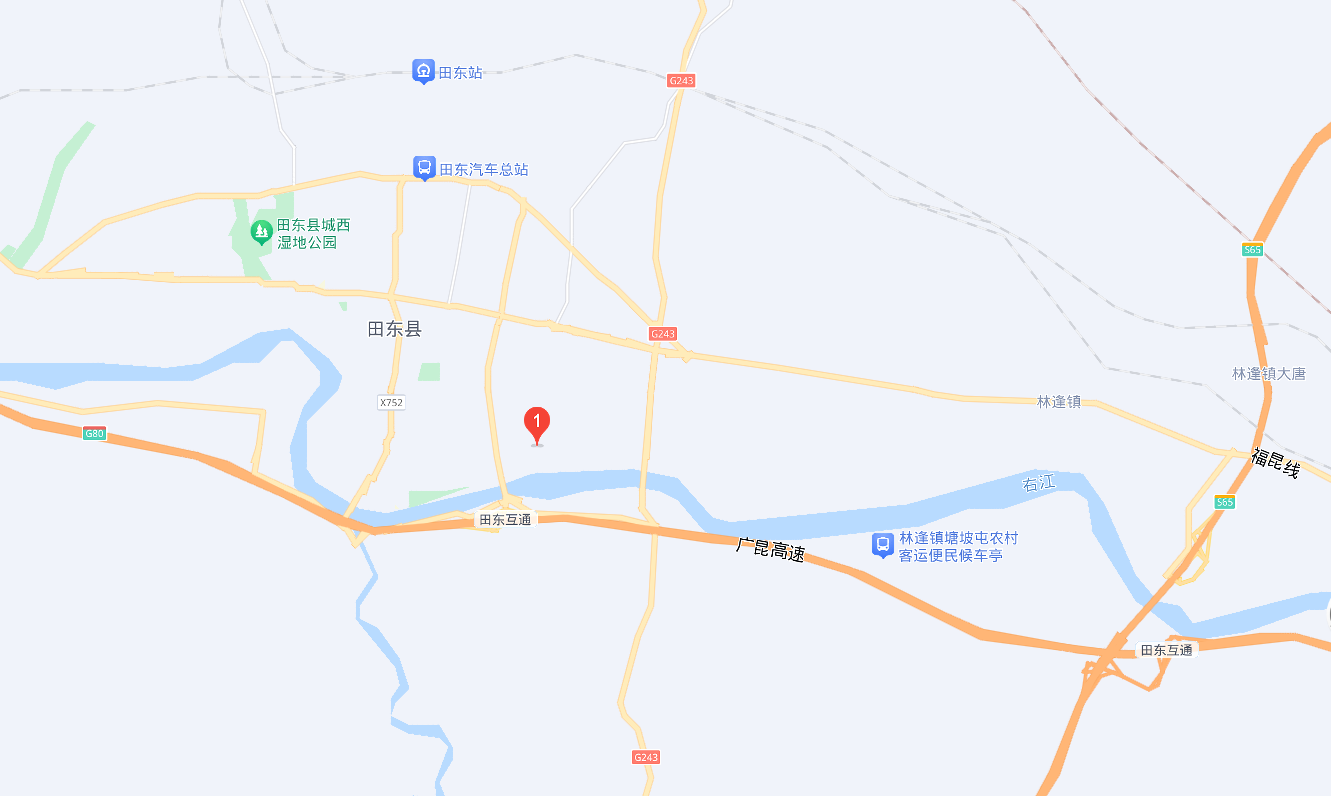 田东站
G243
田东汽车总站
田东县城西
湿地公园
S65
田东县
G243
林逢镇大唐
X752
林逢镇
1
G80
福昆线
右江
S65
田东互通
广昆高速
林逢镇塘坡屯农村
客运便民候车亭
田东互通
G243